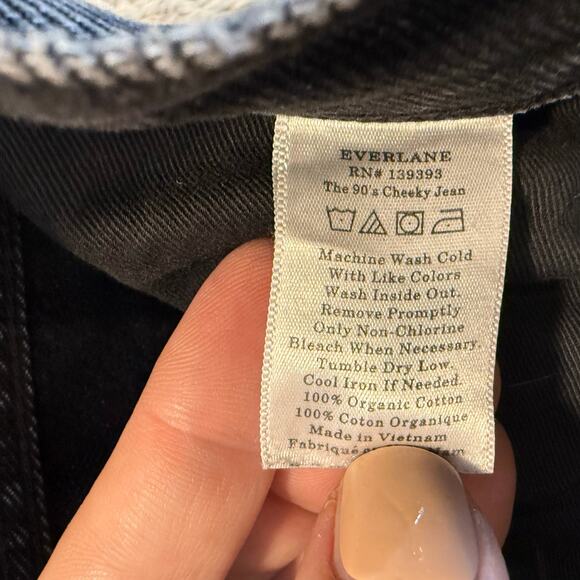 EVERLANE
RN# 139393
The 90's Cheeky Jean
Machine Wash Cold
With Like Colors
Wash Inside Out.
Remove Promptly
Only Non-Chlorine
Bleach When Necessary.
Tumble Dry Low.
Cool Iron If Needed.
100% Organic Cotton
100% Coton Organique
Made in Vietnam
Fabriqué